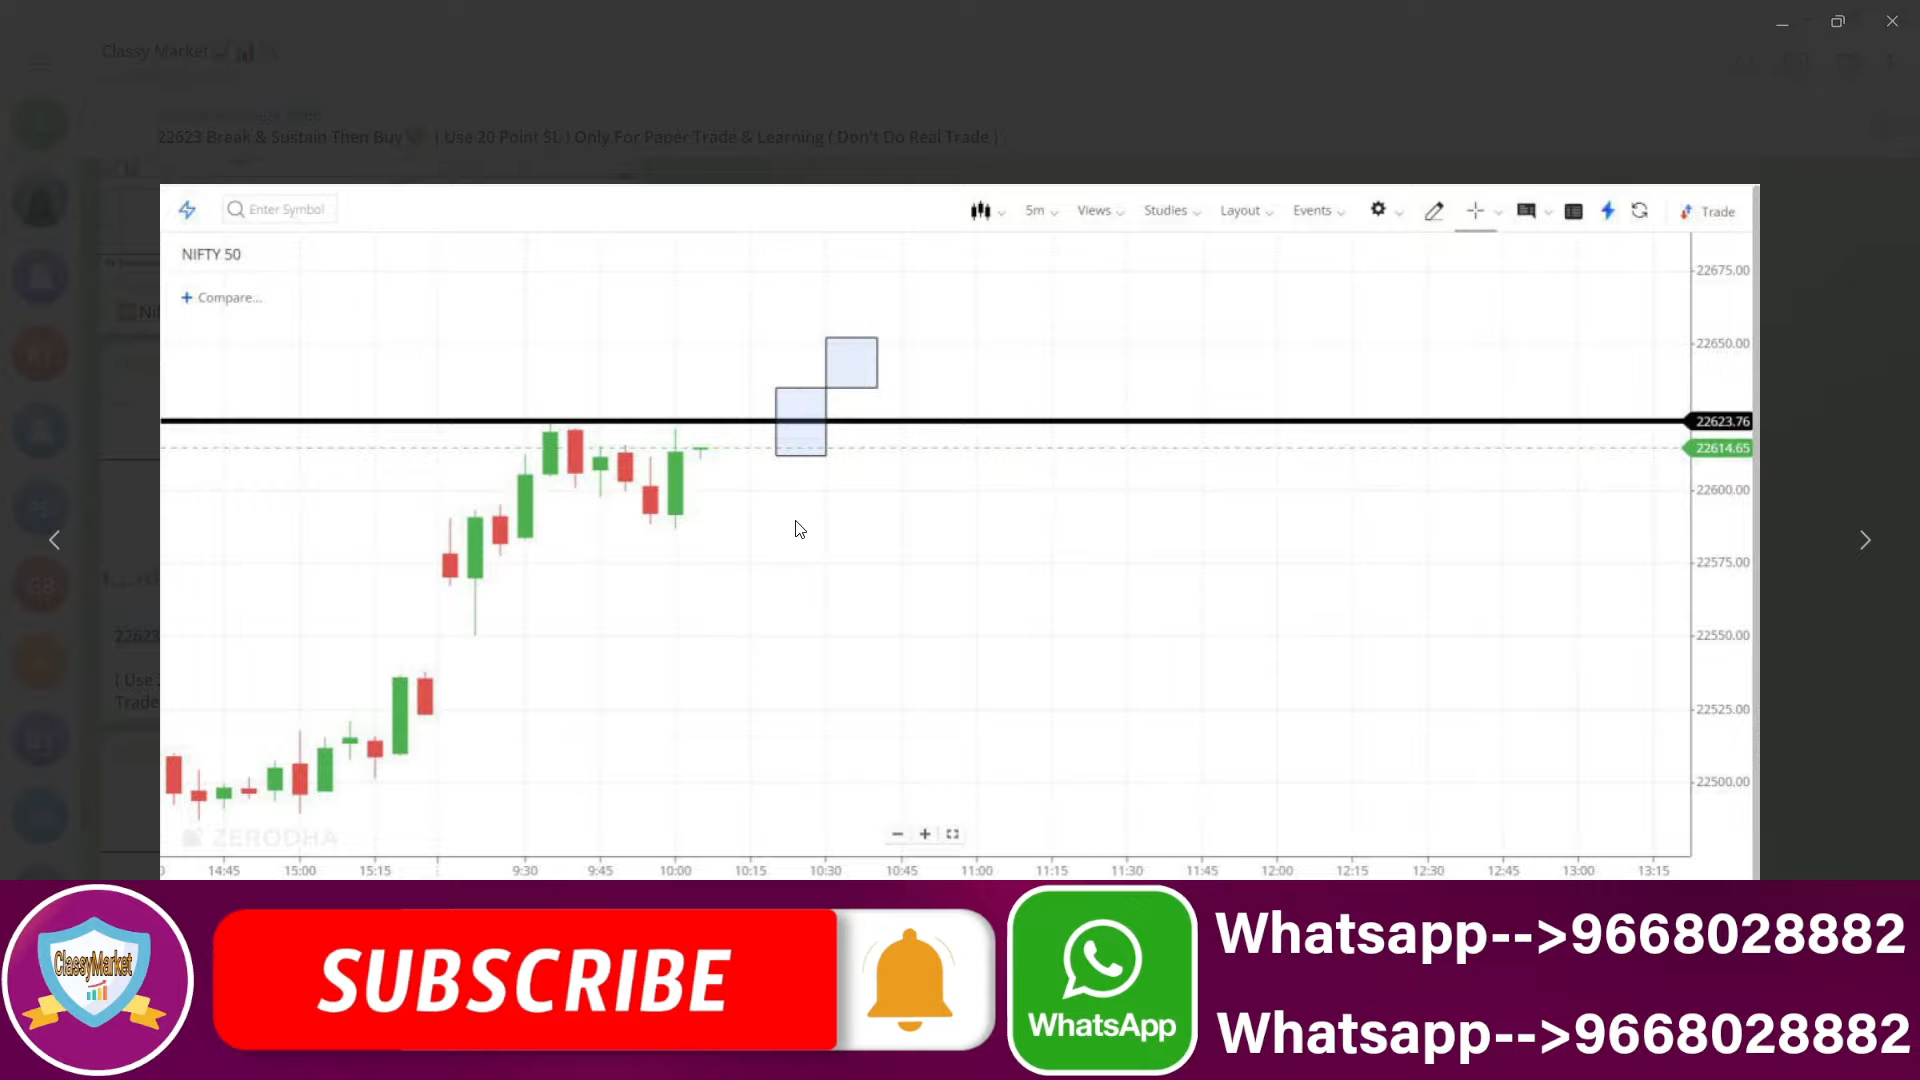 Classy Market
22623 Break & Sustain Then Buy ( Use 20 Point SL ) Only For Paper Trade & Learning ( Don't Do Real Trade )
Enter Symbol
5m
Views
Studies
Layout
Events
Trade
NIFTY 50
+ Compare...
22675.00
22650.00
22623.76
22614.65
22600.00
22575.00
22550.00
22525.00
22500.00
Nif
22623
( Use
Trade
ZERODHA
14:45
15:00
15:15
9:30
9:45
10:00
10:15
10:30
10:45
11:00
11:15
11:30
11:45
12:00
12:15
12:30
12:45
13:00
13:15
ClassyMarket
SUBSCRIBE
WhatsApp
Whatsapp-->9668028882
Whatsapp-->9668028882